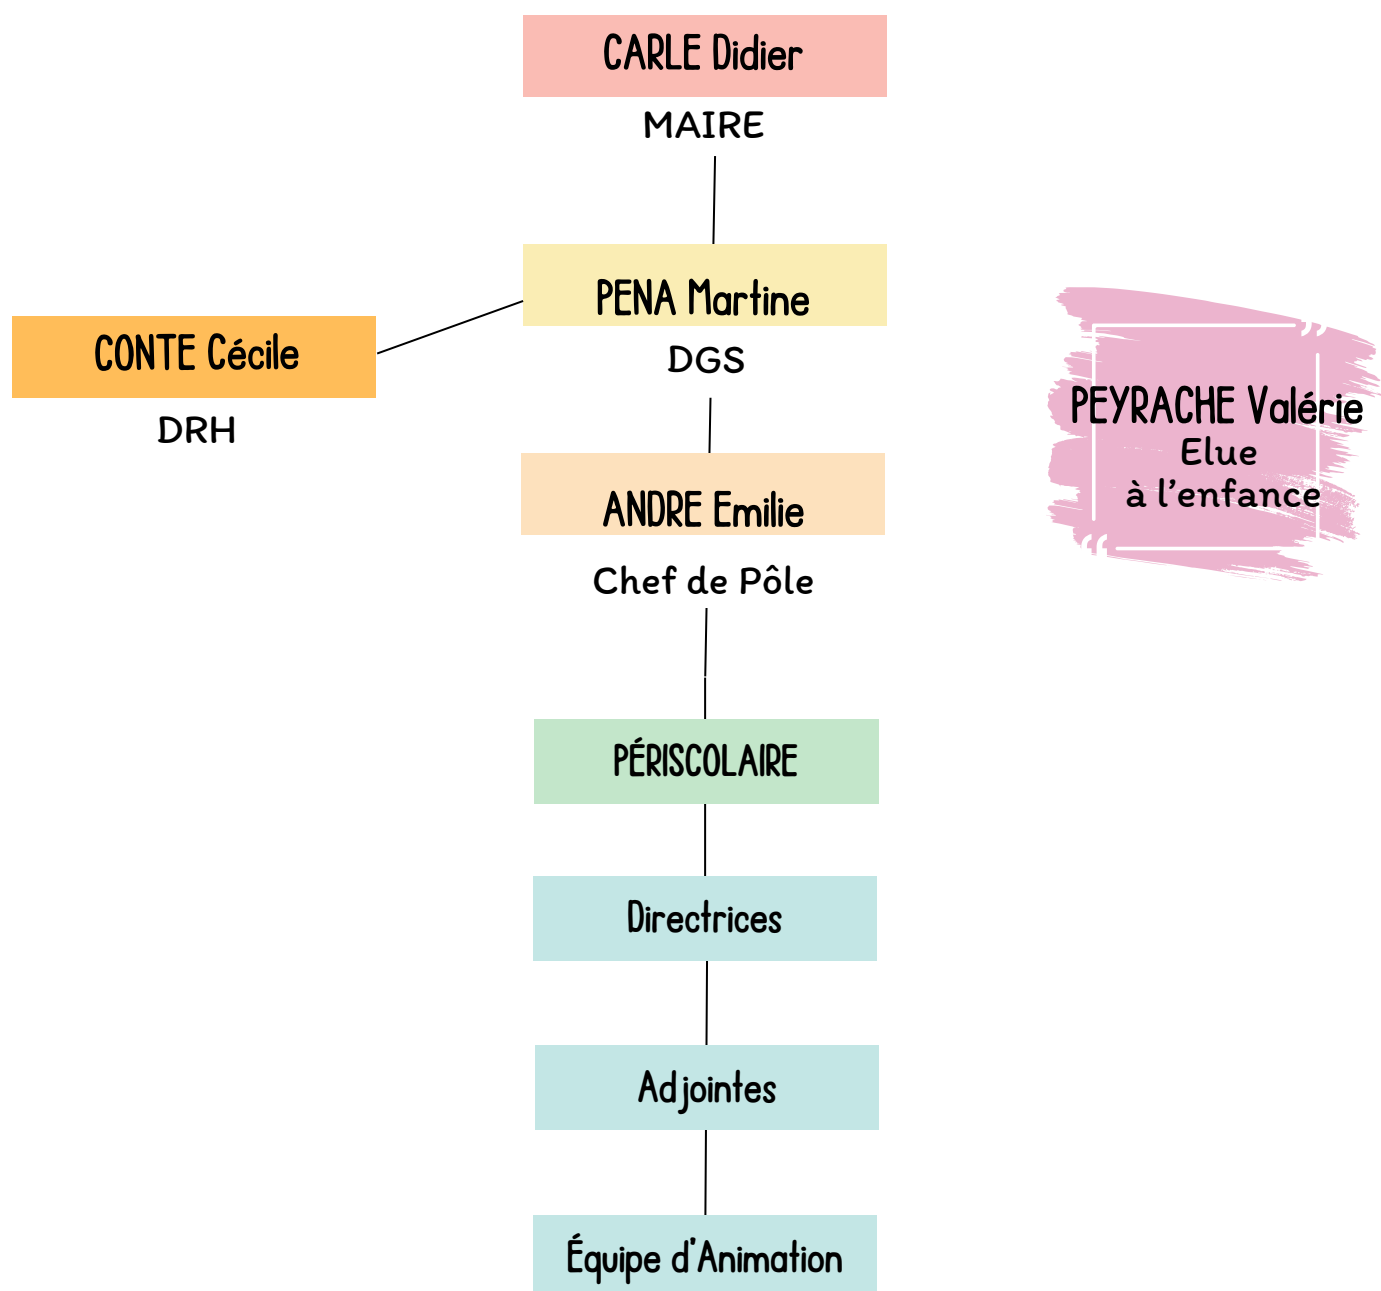 CARLE Didier
MAIRE
PENA Martine
DGS
CONTE Cécile
DRH
PEYRACHE Valérie
Elue
à l'enfance
ANDRE Emilie
Chef de Pôle
PÉRISCOLAIRE
Directrices
Adjointes
Équipe d'Animation